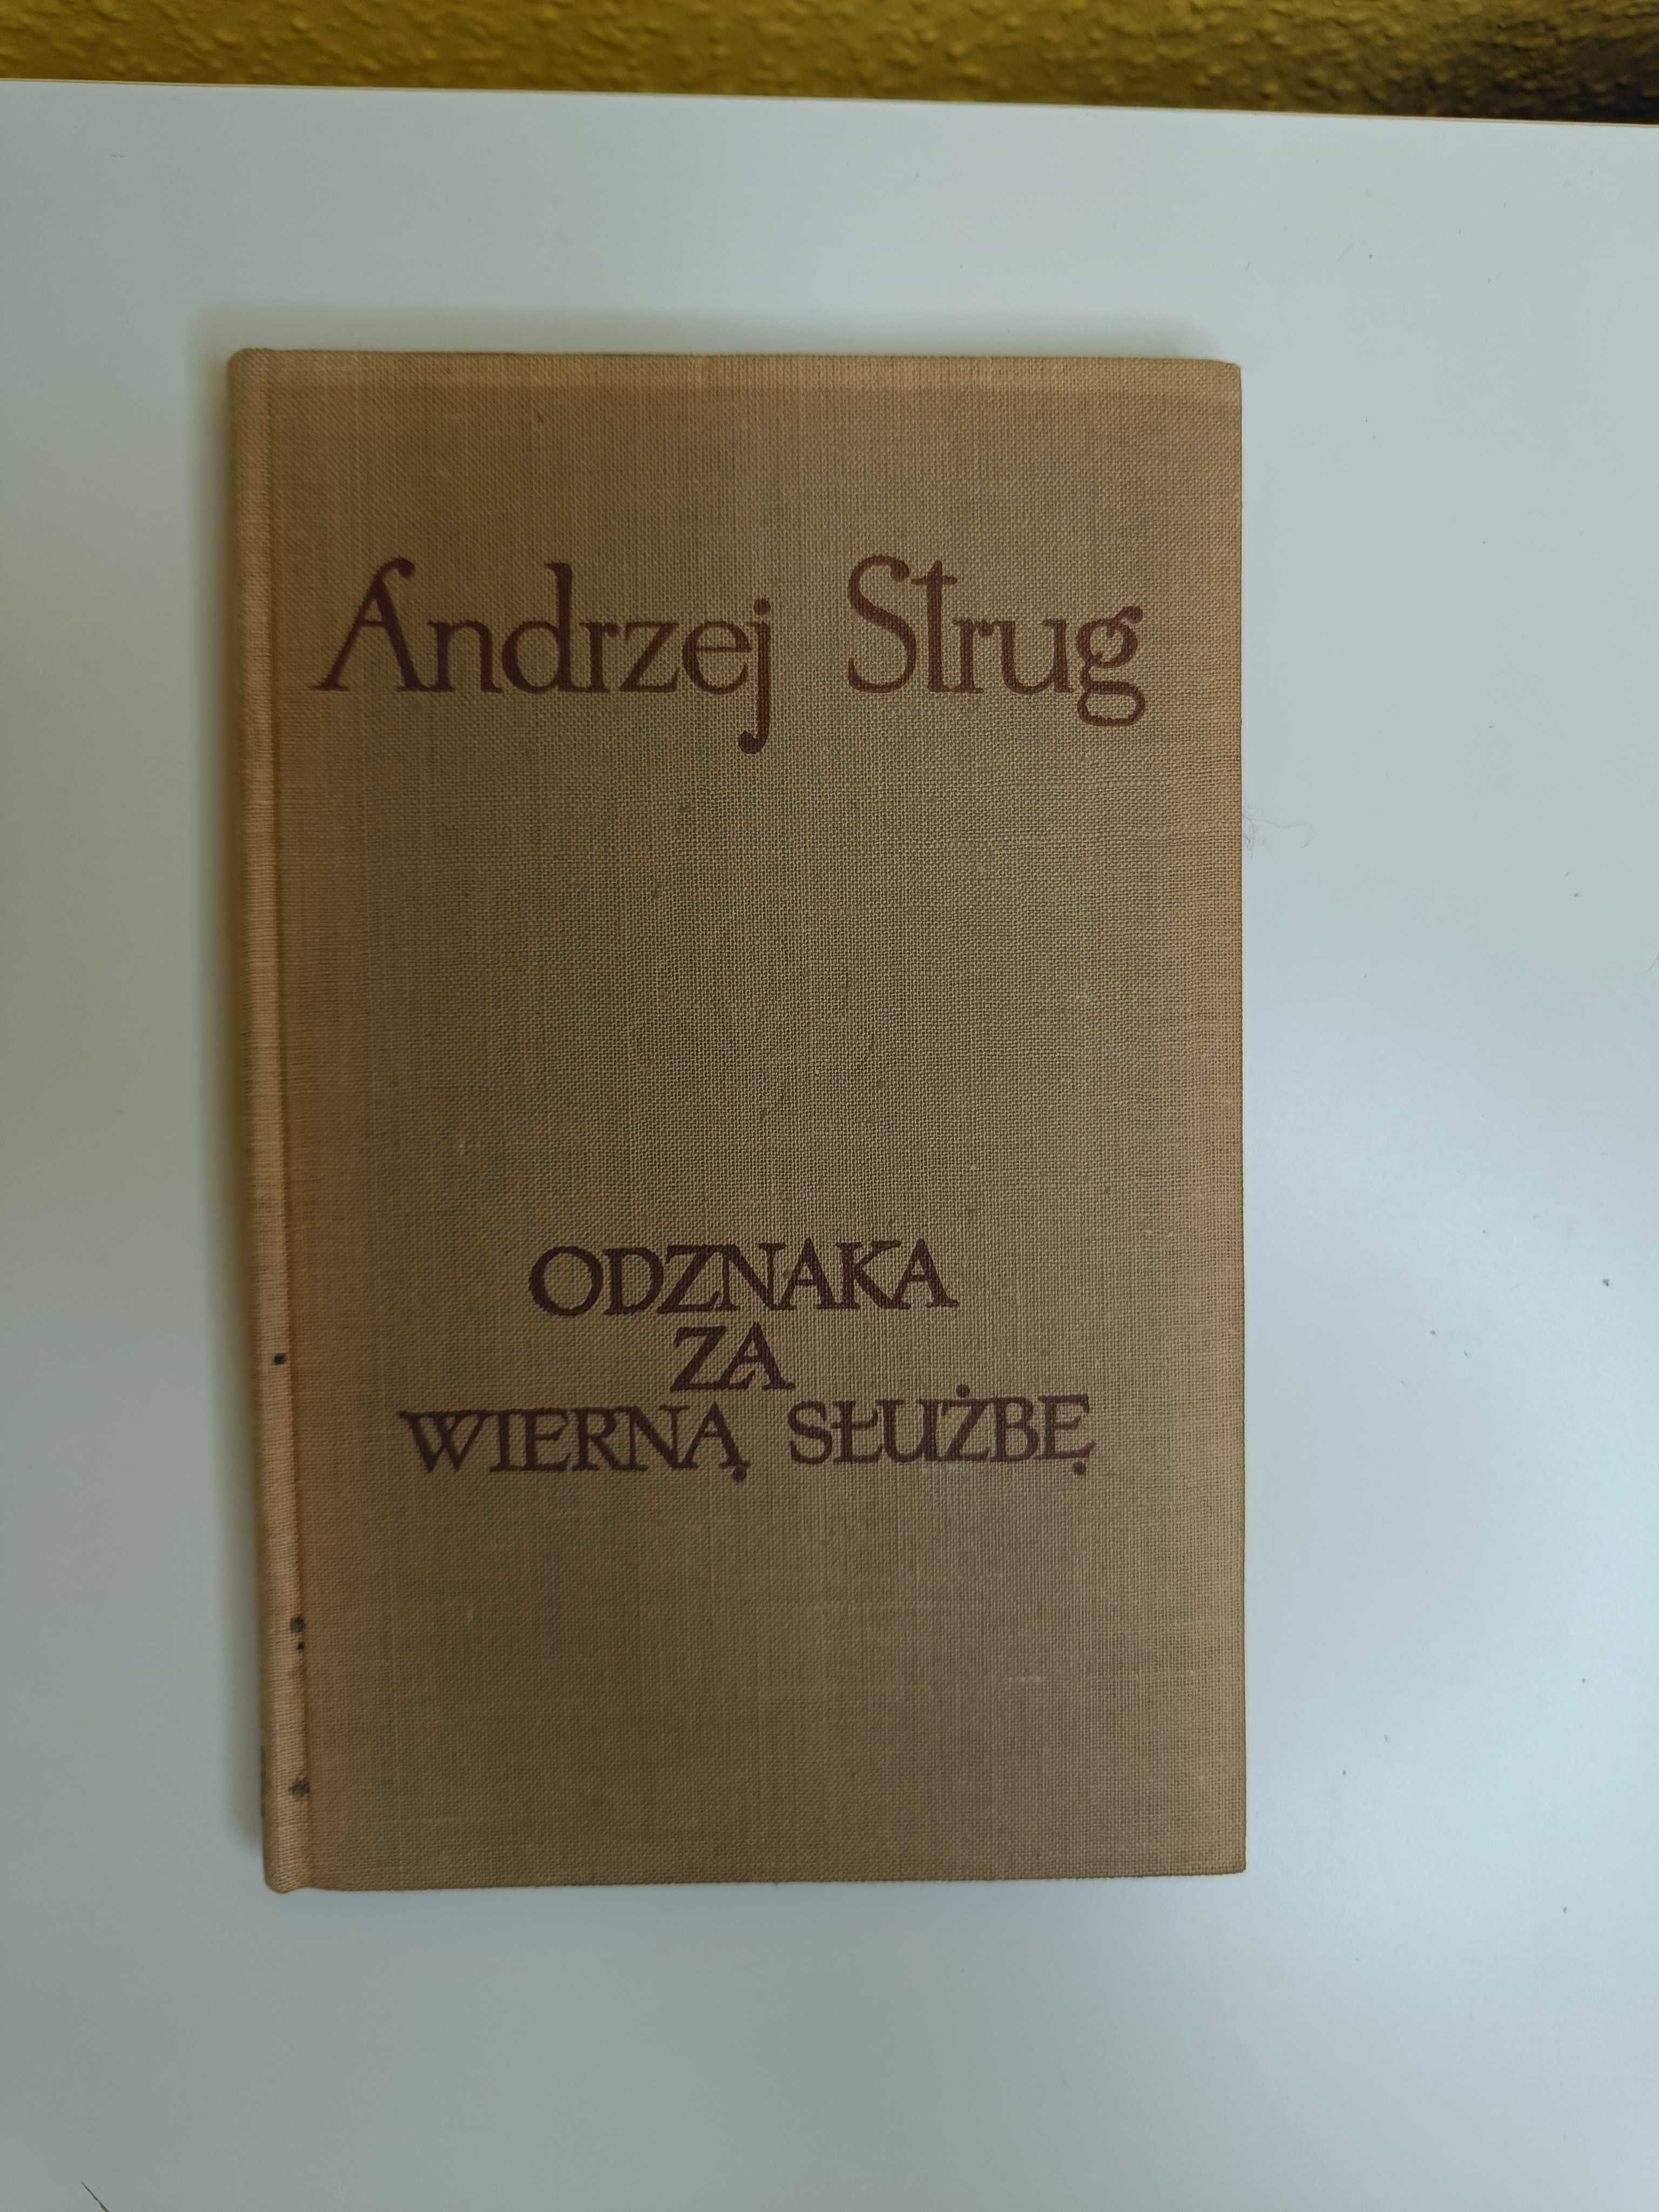 Andrzej Strug
ODZNAKA
ZA
WIERNĄ SŁUŻBĘ